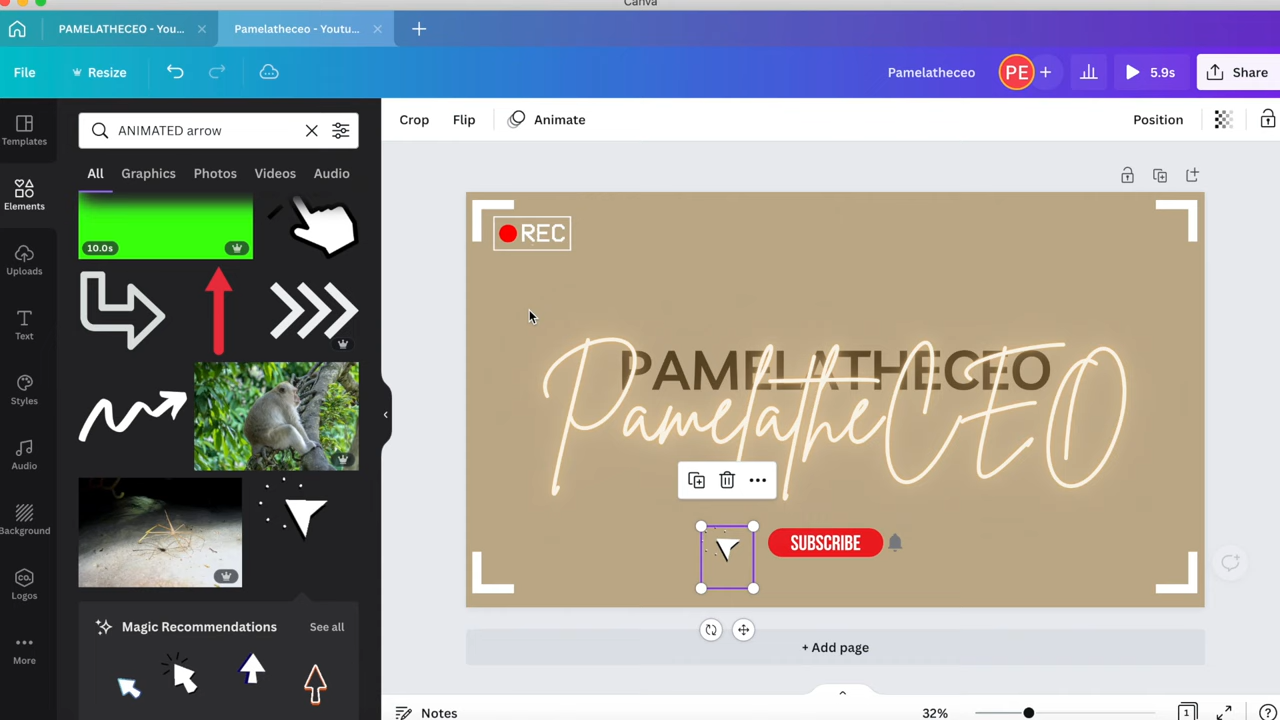 Canva
PAMELATHECEO - You...
Pamelatheceo - Youtu...
File
Resize
Pamelatheceo
PE
5.9s
Share
Templates
Elements
Uploads
Text
Styles
Audio
Background
CO.
Logos
More
ANIMATED arrow
All Graphics Photos Videos Audio
10.0s
Magic Recommendations
See all
Crop Flip Animate
Position
REC
PAMELATHECEO
PamelatheCEO
SUBSCRIBE
+ Add page
Notes
32%
1
?